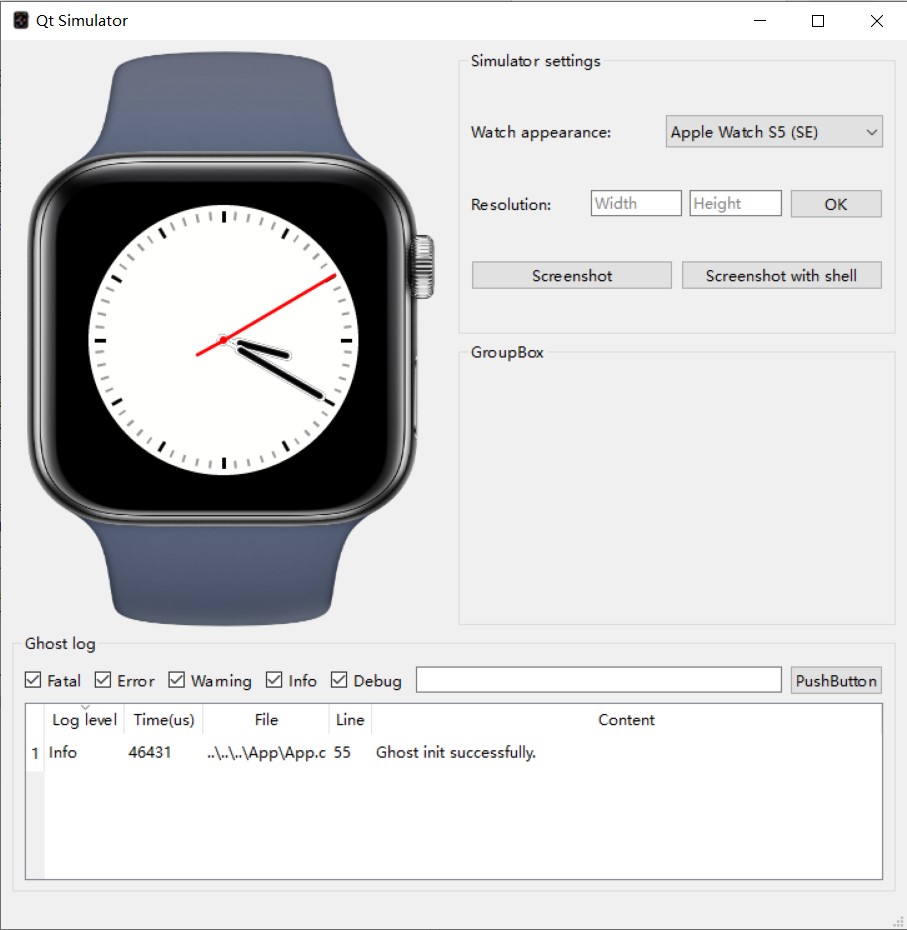 Qt Simulator
Simulator settings
Watch appearance: Apple Watch S5 (SE)
Resolution: Width Height OK
Screenshot Screenshot with shell
GroupBox
Ghost log
Fatal Error Warning Info Debug PushButton
Log level Time(us) File Line Content
1 Info 46431 ..\..\..\App\App.c 55 Ghost init successfully.